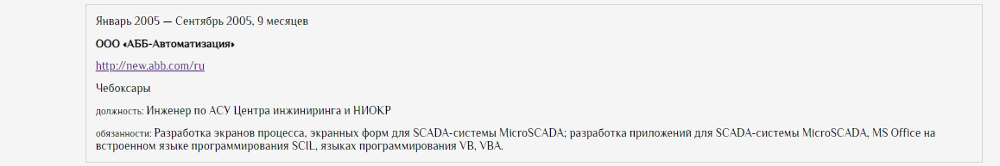 Январь 2005 — Сентябрь 2005, 9 месяцев
ООО «АББ-Автоматизация»
http://new.abb.com/ru
Чебоксары
должность: Инженер по АСУ Центра инжиниринга и НИОКР
обязанности: Разработка экранов процесса, экранных форм для SCADA-системы MicroSCADA; разработка приложений для SCADA-системы MicroSCADA, MS Office на
встроенном языке программирования SCIL, языках программирования VB, VBA.